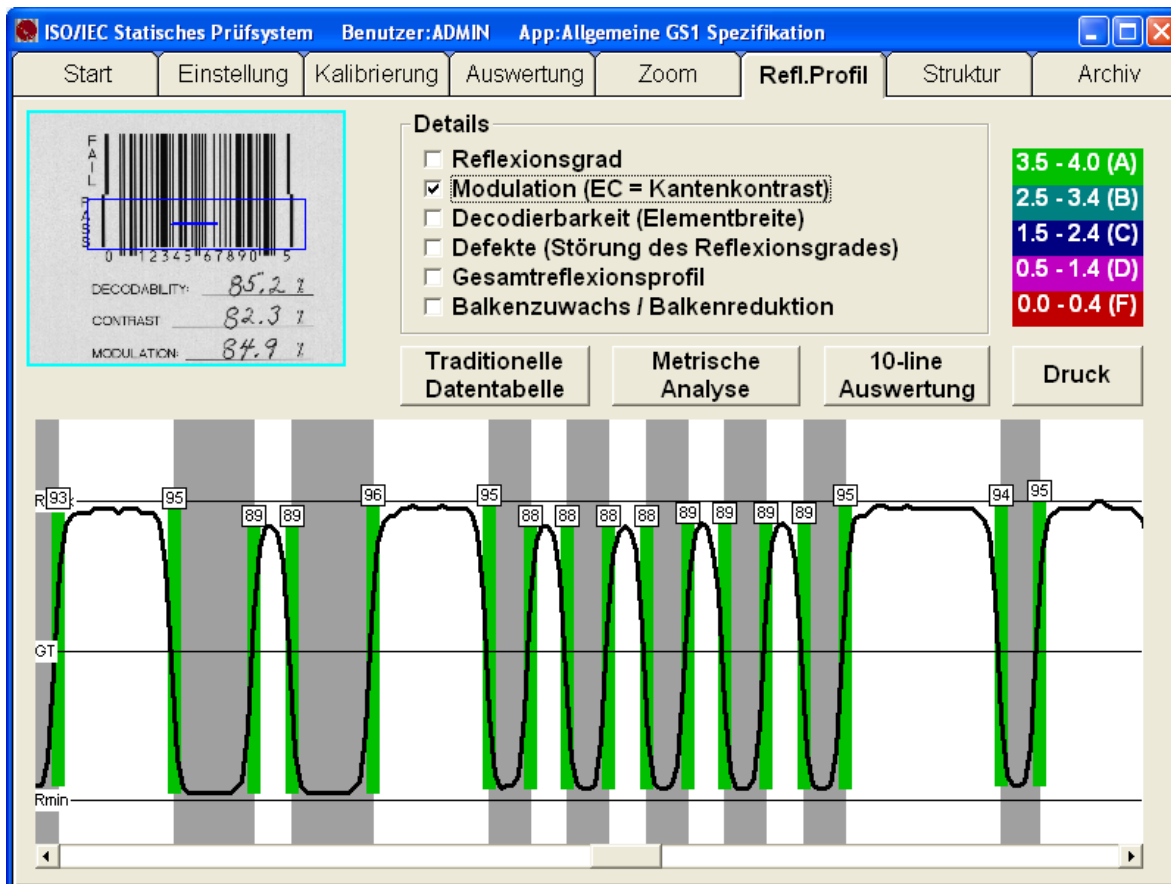 ISO/IEC Statisches Prüfsystem Benutzer:ADMIN App:Allgemeine GS1 Spezifikation
Start Einstellung Kalibrierung Auswertung Zoom Refl.Profil Struktur Archiv
FAIL
PASS
0 12345 67890 5
DECODABILITY: 85.2 %
CONTRAST 82.3 %
MODULATION: 84.9 %
Details
Reflexionsgrad
Modulation (EC = Kantenkontrast)
Decodierbarkeit (Elementbreite)
Defekte (Störung des Reflexionsgrades)
Gesamtreflexionsprofil
Balkenzuwachs / Balkenreduktion
3.5 - 4.0 (A)
2.5 - 3.4 (B)
1.5 - 2.4 (C)
0.5 - 1.4 (D)
0.0 - 0.4 (F)
Traditionelle
Datentabelle
Metrische
Analyse
10-line
Auswertung
Druck
93 95 89 89 96 95 88 88 88 88 89 89 89 89 95 94 95
GT
Rmin